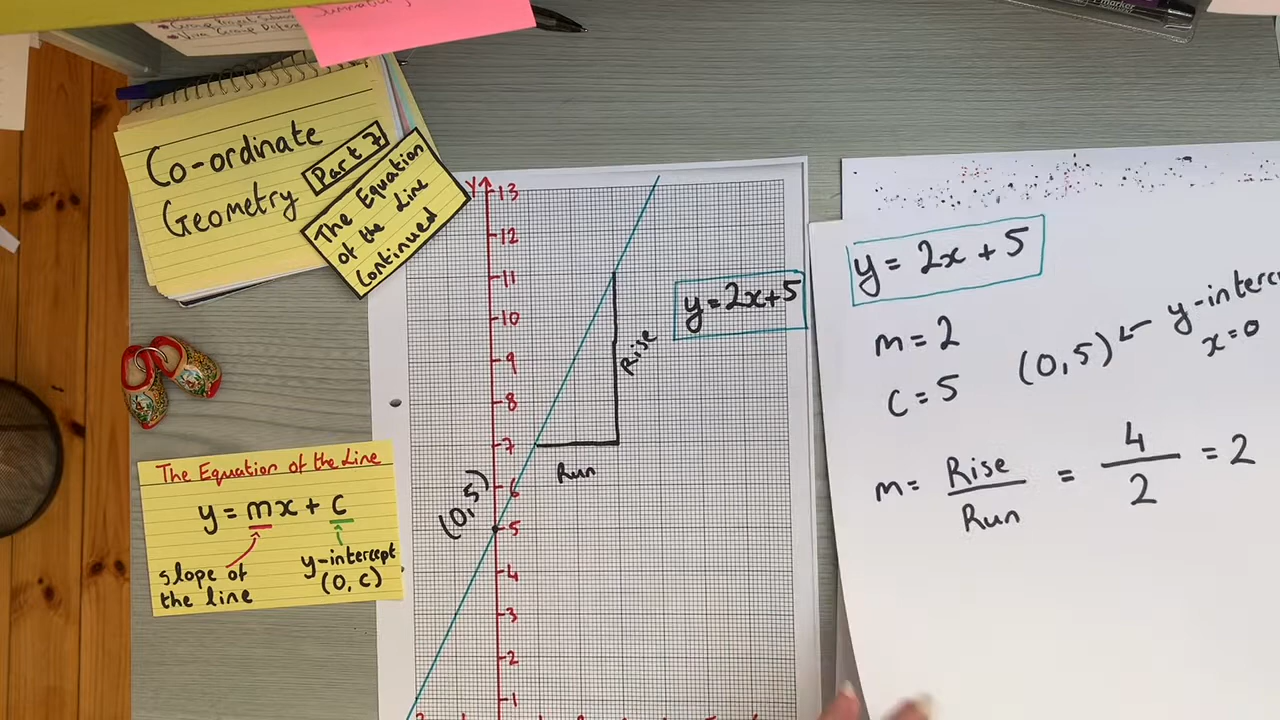 Co-ordinate
Geometry
Part 7
The Equation
of the Line
Continued
The Equation of the Line
y = mx + c
slope of
the line
y-intercept
(0, c)
Y
13
12
11
10
9
8
7
6
5
4
3
2
1
y=2x+5
Rise
Run
(0,5)
y = 2x + 5
m = 2
c = 5
(0,5) ← y-interc
x=0
m = Rise/Run = 4/2 = 2
marker